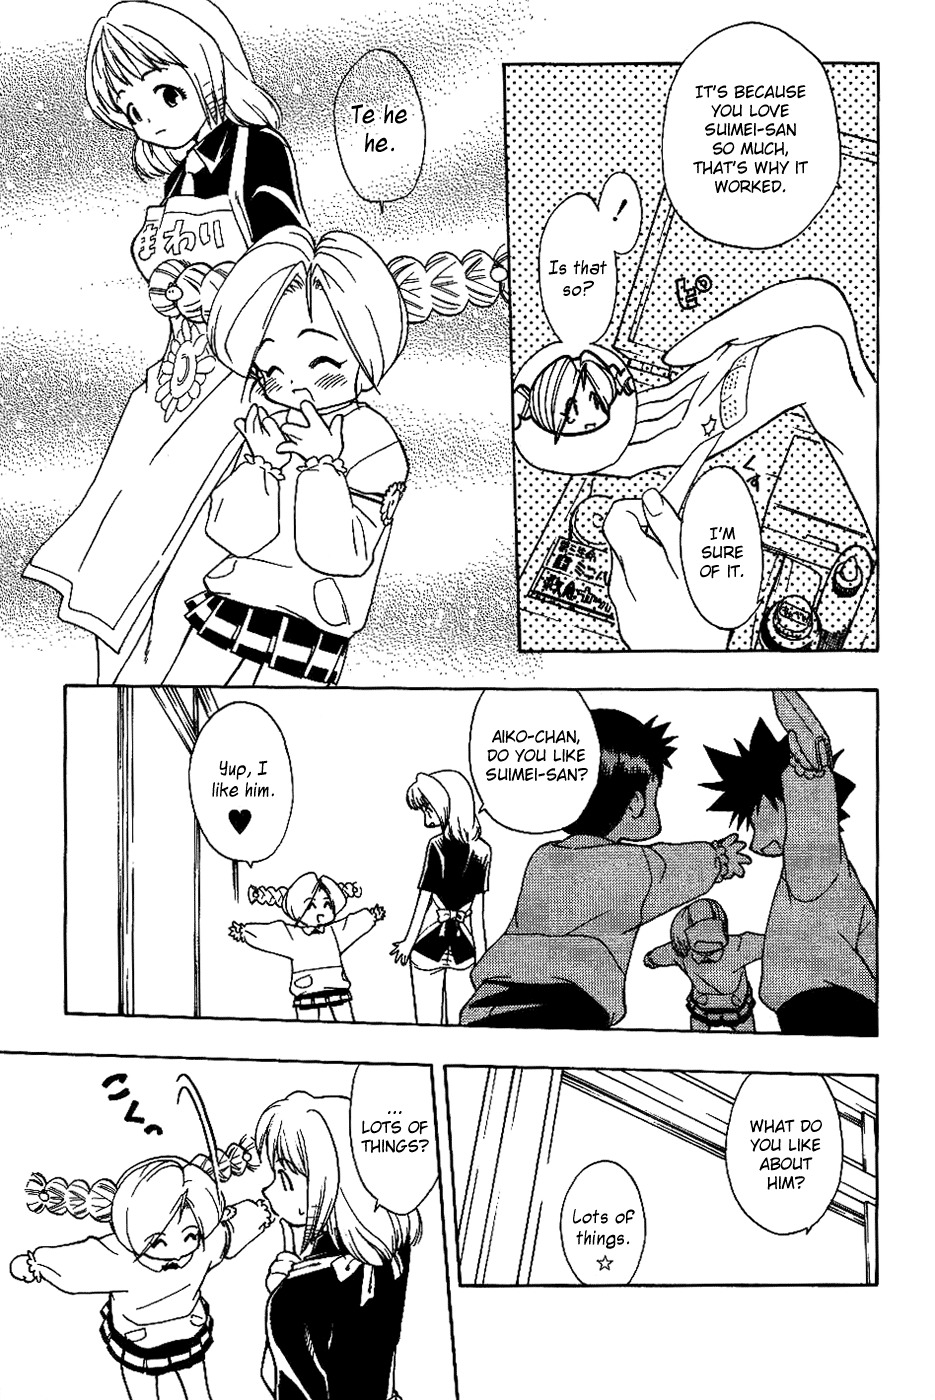 IT'S BECAUSE
YOU LOVE
SUIMEI-SAN
SO MUCH,
THAT'S WHY IT
WORKED.
!
Is that
so?
I'M
SURE
OF IT.
Te he
he.
まわり
AIKO-CHAN,
DO YOU LIKE
SUIMEI-SAN?
Yup, I
like him.
♥
WHAT DO
YOU LIKE
ABOUT
HIM?
Lots of
things.
☆
...
LOTS OF
THINGS?
こく